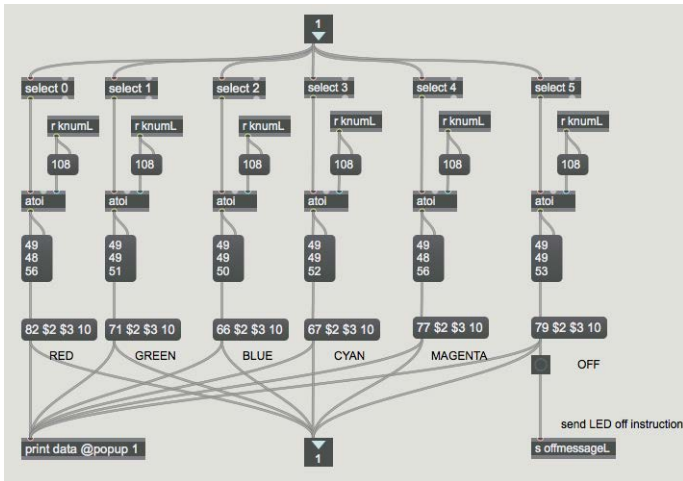 1
select 0
select 1
select 2
select 3
select 4
select 5
r knumL
r knumL
r knumL
r knumL
r knumL
r knumL
108
108
108
108
108
108
atoi
atoi
atoi
atoi
atoi
atoi
49
48
56
49
49
51
49
49
50
49
49
52
49
48
56
49
49
53
82 $2 $3 10
71 $2 $3 10
66 $2 $3 10
67 $2 $3 10
77 $2 $3 10
79 $2 $3 10
RED
GREEN
BLUE
CYAN
MAGENTA
OFF
send LED off instruction
print data @popup 1
1
s offmessageL